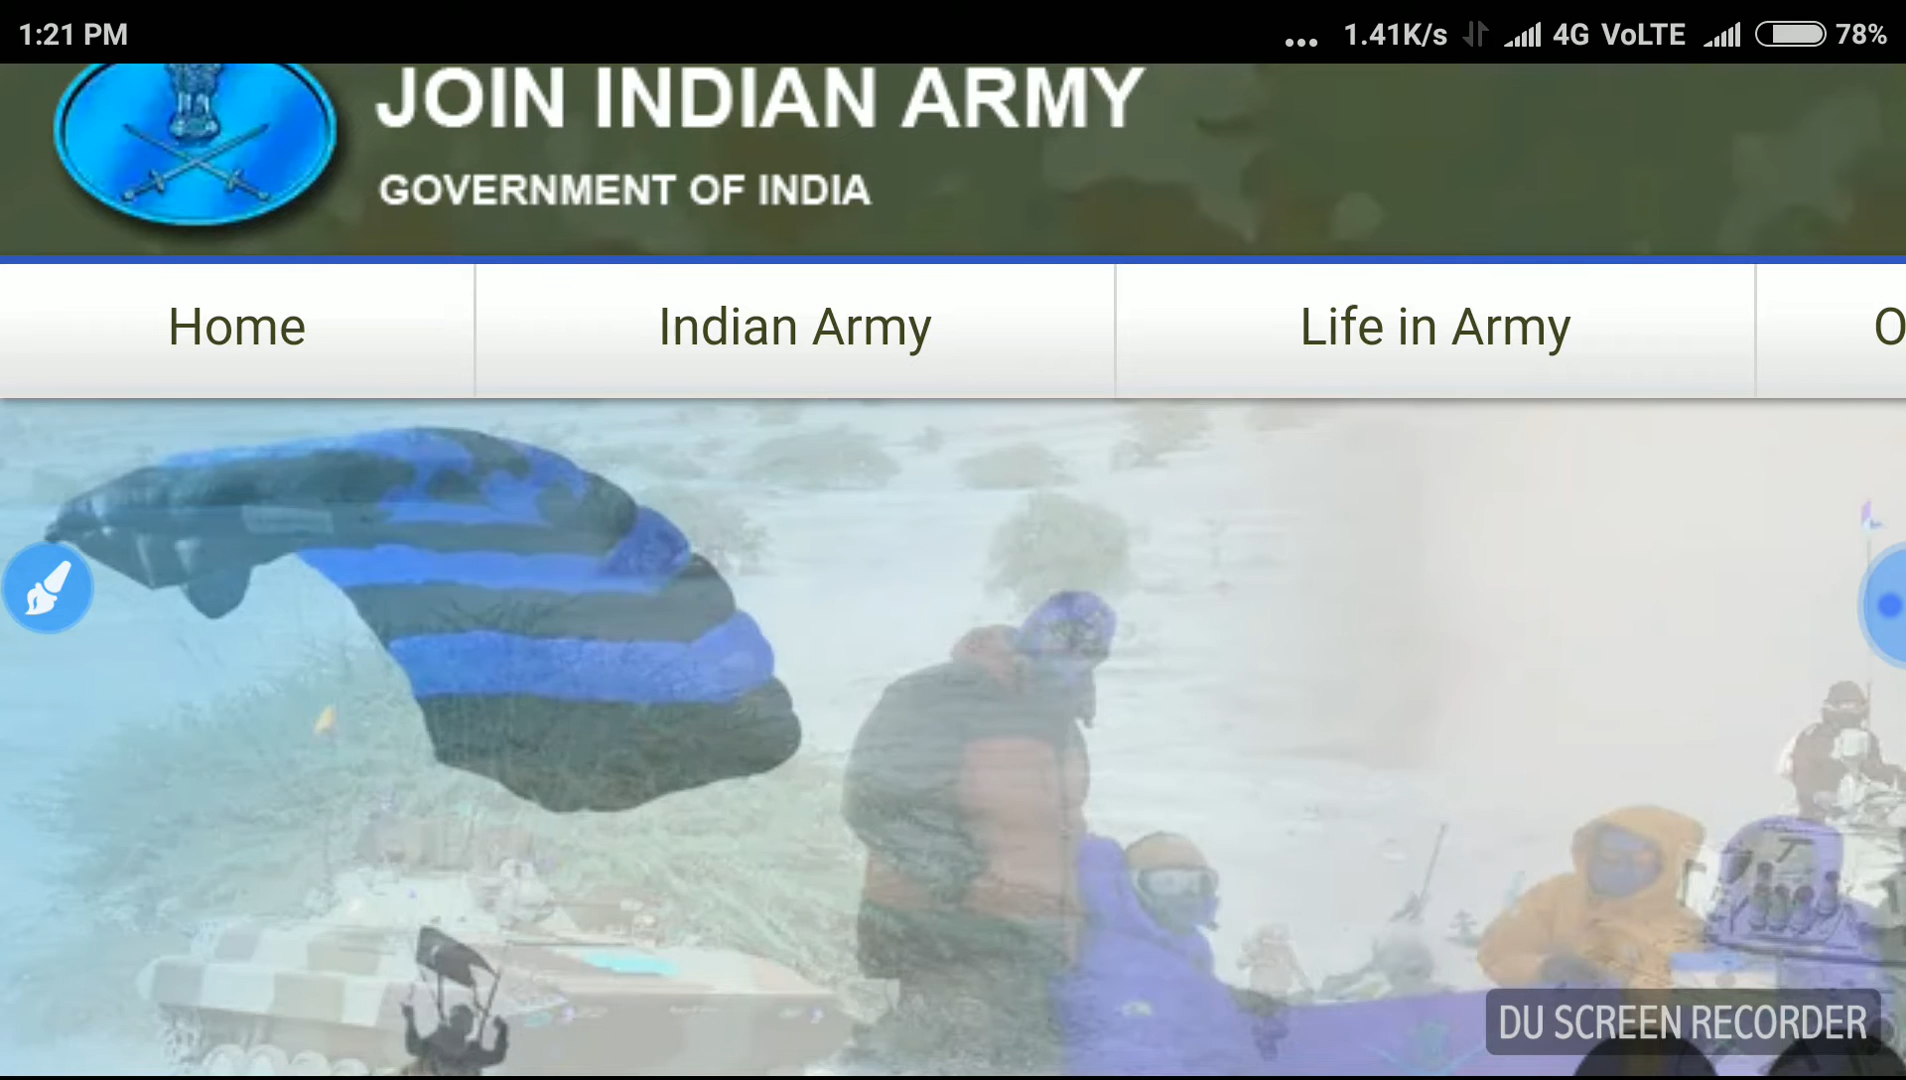 1:21 PM
... 1.41K/s 4G VoLTE 78%
JOIN INDIAN ARMY
GOVERNMENT OF INDIA
Home Indian Army Life in Army O
DU SCREEN RECORDER